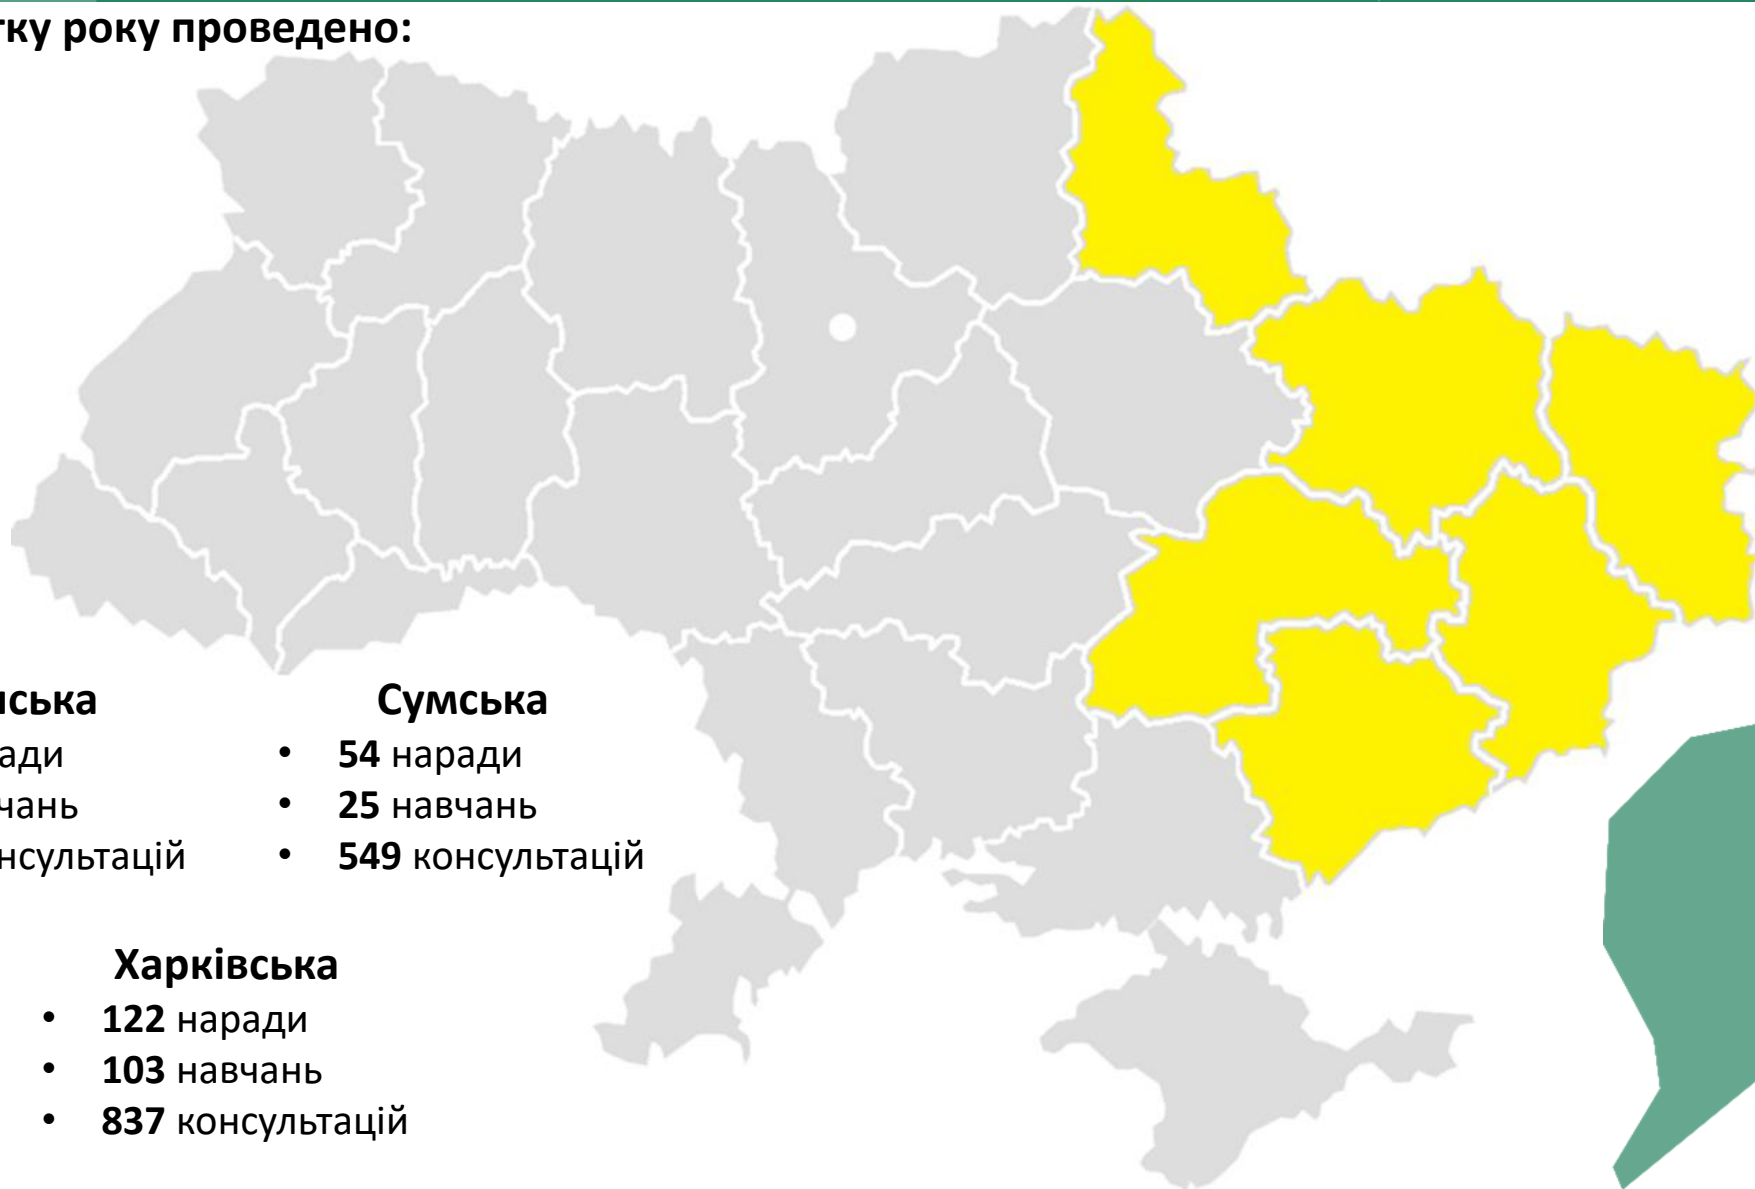 тку року проведено:
ська
ади
чань
нсультацій
Сумська
• 54 наради
• 25 навчань
• 549 консультацій
Харківська
• 122 наради
• 103 навчань
• 837 консультацій